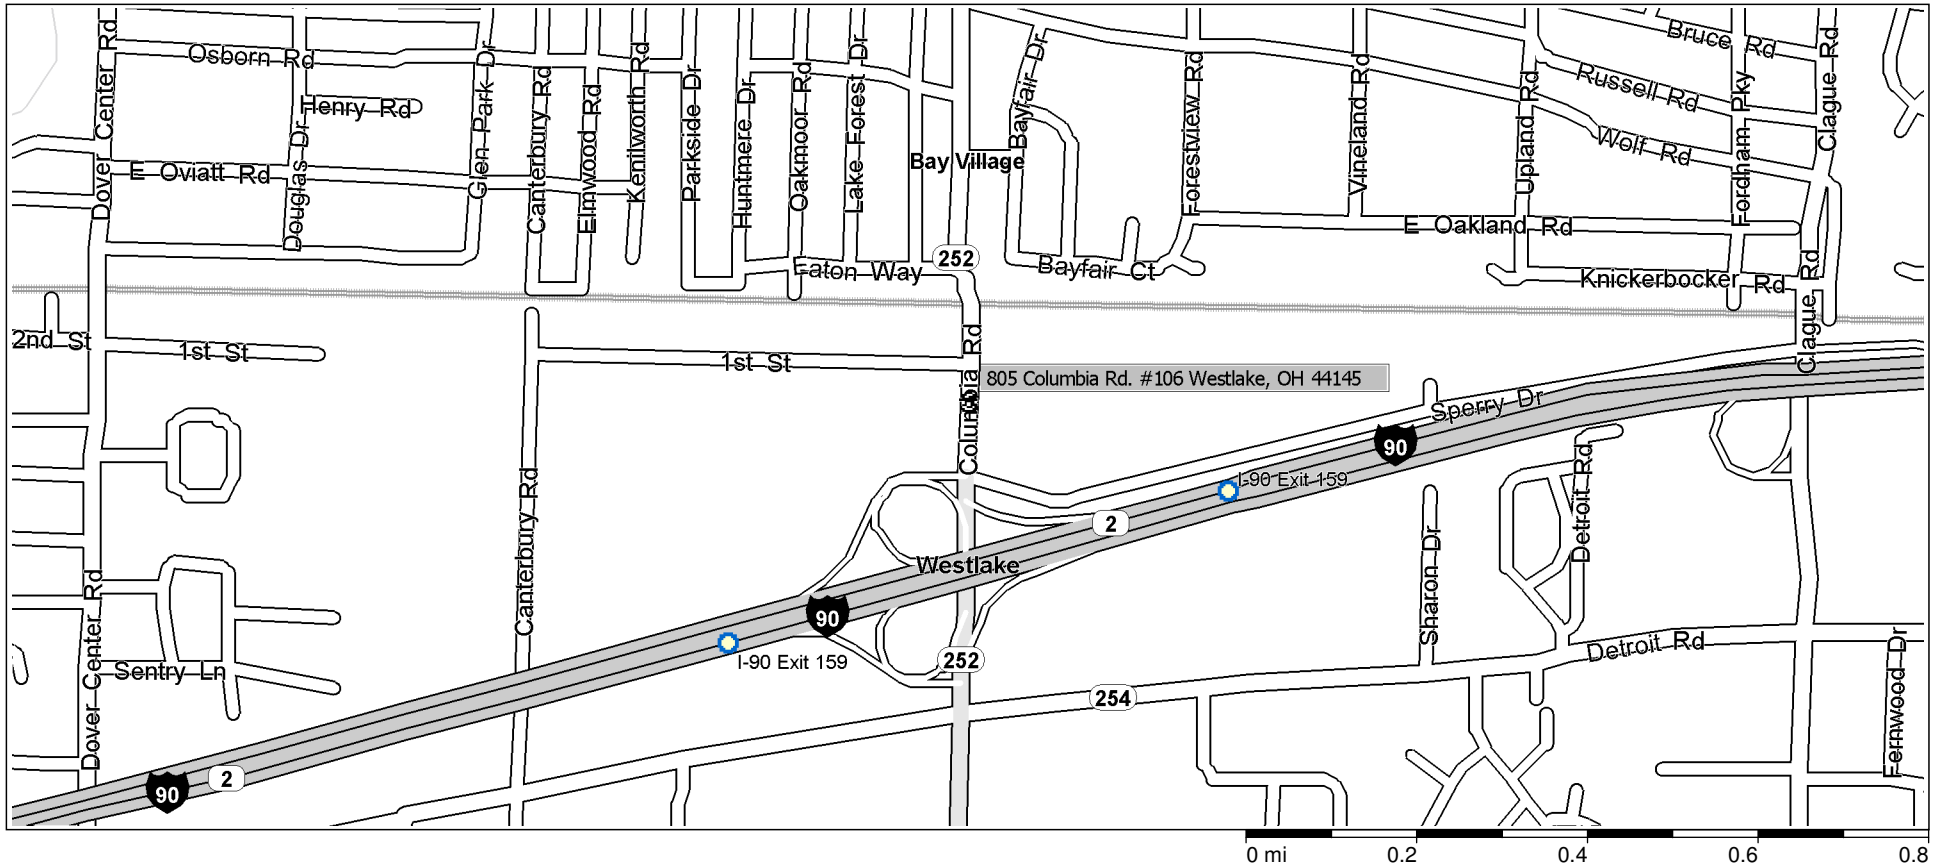 Bruce Rd
Osborn Rd
Dover Center Rd
Henry Rd
Glen Park Dr
Canterbury Rd
Elmwood Rd
Kenilworth Rd
Parkside Dr
Huntmere Dr
Oakmoor Rd
Lake Forest Dr
Bayfair Dr
Forestview Rd
Vineland Rd
Upland Rd
Russell Rd
Fordham Pky
Clague Rd
Wolf Rd
Bay Village
E Oviatt Rd
Douglas Dr
E Oakland Rd
252
Eaton Way
Bayfair Ct
Knickerbocker Rd
Clague Rd
2nd St
1st St
1st St
Columbia Rd
805 Columbia Rd. #106 Westlake, OH 44145
Sperry Dr
90
I-90 Exit 159
Canterbury Rd
2
Detroit Rd
Sharon Dr
Westlake
90
I-90 Exit 159
252
Detroit Rd
Dover Center Rd
Sentry Ln
254
Fernwood Dr
90
2
0 mi 0.2 0.4 0.6 0.8